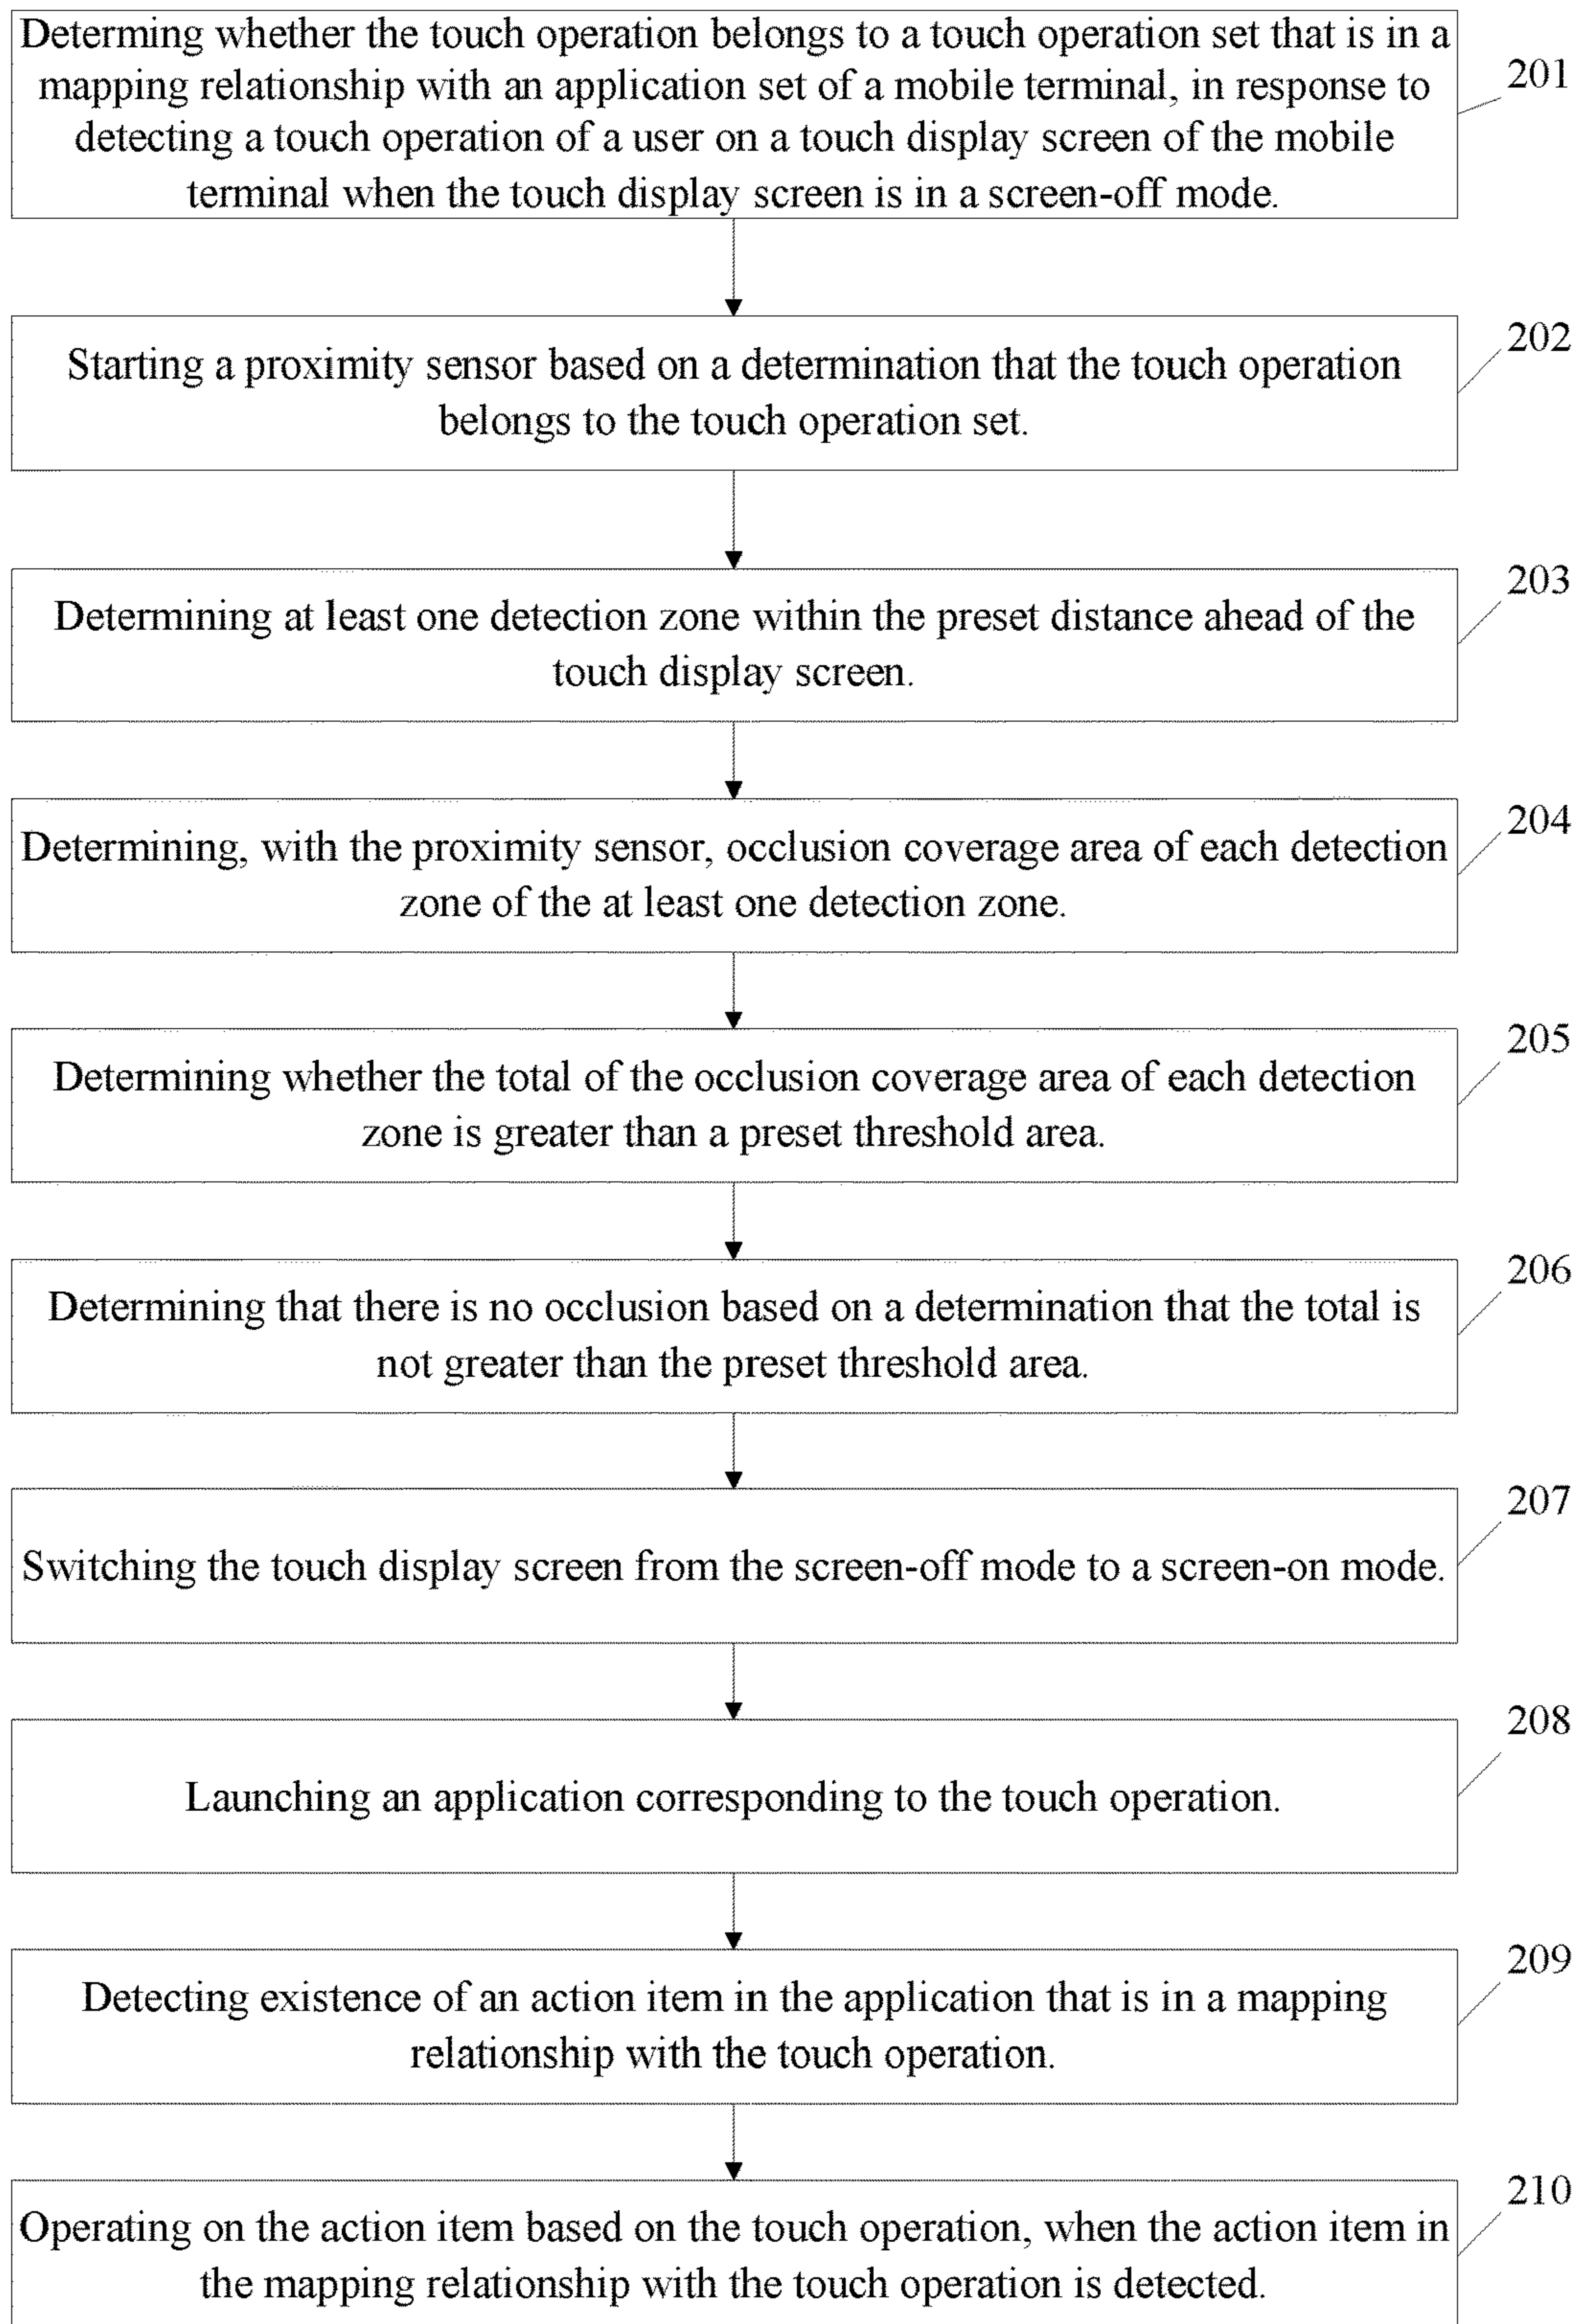 Determing whether the touch operation belongs to a touch operation set that is in a
mapping relationship with an application set of a mobile terminal, in response to
detecting a touch operation of a user on a touch display screen of the mobile
terminal when the touch display screen is in a screen-off mode.
201
Starting a proximity sensor based on a determination that the touch operation
belongs to the touch operation set.
202
Determining at least one detection zone within the preset distance ahead of the
touch display screen.
203
Determining, with the proximity sensor, occlusion coverage area of each detection
zone of the at least one detection zone.
204
Determining whether the total of the occlusion coverage area of each detection
zone is greater than a preset threshold area.
205
Determining that there is no occlusion based on a determination that the total is
not greater than the preset threshold area.
206
Switching the touch display screen from the screen-off mode to a screen-on mode.
207
Launching an application corresponding to the touch operation.
208
Detecting existence of an action item in the application that is in a mapping
relationship with the touch operation.
209
Operating on the action item based on the touch operation, when the action item in
the mapping relationship with the touch operation is detected.
210